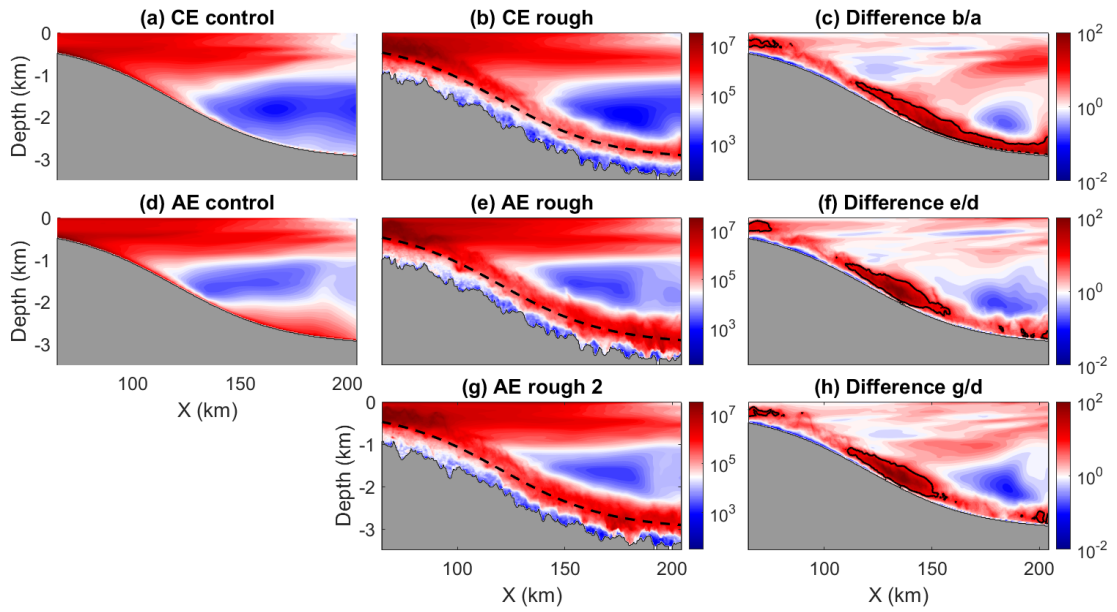 (a) CE control
(b) CE rough
(c) Difference b/a
0
-1
-2
-3
Depth (km)
10^7
10^5
10^3
10^2
10^0
10^-2
(d) AE control
(e) AE rough
(f) Difference e/d
0
-1
-2
-3
Depth (km)
100
150
200
X (km)
10^7
10^5
10^3
10^2
10^0
10^-2
(g) AE rough 2
(h) Difference g/d
0
-1
-2
-3
Depth (km)
10^7
10^5
10^3
10^2
10^0
10^-2
100
150
200
X (km)
100
150
200
X (km)